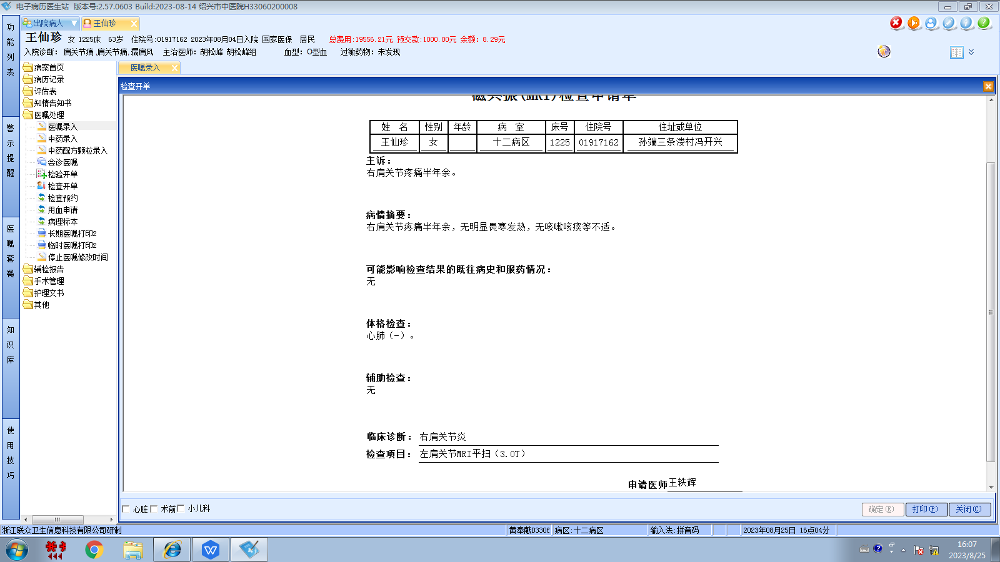 电子病历医生站 版本号:2.57.0603 Build:2023-08-14 绍兴市中医院H33060200008
功能列表
警示提醒
医嘱套餐
知识库
使用技巧
出院病人
王仙珍
王仙珍 女 1225床 63岁 住院号:01917162 2023年08月04日入院 国家医保 居民 总费用:19556.21元 预交款:1000.00元 余额: 8.29元
入院诊断: 肩关节痛 ,肩关节痛, 漏肩风 主治医师: 胡松峰 胡松峰组 血型: O型血 过敏药物: 未发现
病案首页
病历记录
评估表
知情告知书
医嘱处理
医嘱录入
中药录入
中药配方颗粒录入
会诊医嘱
检验开单
检查开单
检查预约
用血申请
病理标本
长期医嘱打印2
临时医嘱打印2
停止医嘱修改时间
辅检报告
手术管理
护理文书
其他
医嘱录入
检查开单
磁共振(MRI)检查申请单
姓 名 性别 年龄 病 室 床号 住院号 住址或单位
王仙珍 女 十二病区 1225 01917162 孙端三条溇村冯开兴
主诉:
右肩关节疼痛半年余。
病情摘要:
右肩关节疼痛半年余，无明显畏寒发热，无咳嗽咳痰等不适。
可能影响检查结果的既往病史和服药情况:
无
体格检查:
心肺（-）。
辅助检查:
无
临床诊断: 右肩关节炎
检查项目: 左肩关节MRI平扫（3.0T）
申请医师 王轶辉
心脏 术前 小儿科
确定(E) 打印(P) 关闭(C)
浙江联众卫生信息科技有限公司研制 黄奉献D3306 病区:十二病区 输入法:拼音码 2023年08月25日 16点04分
16:07
2023/8/25